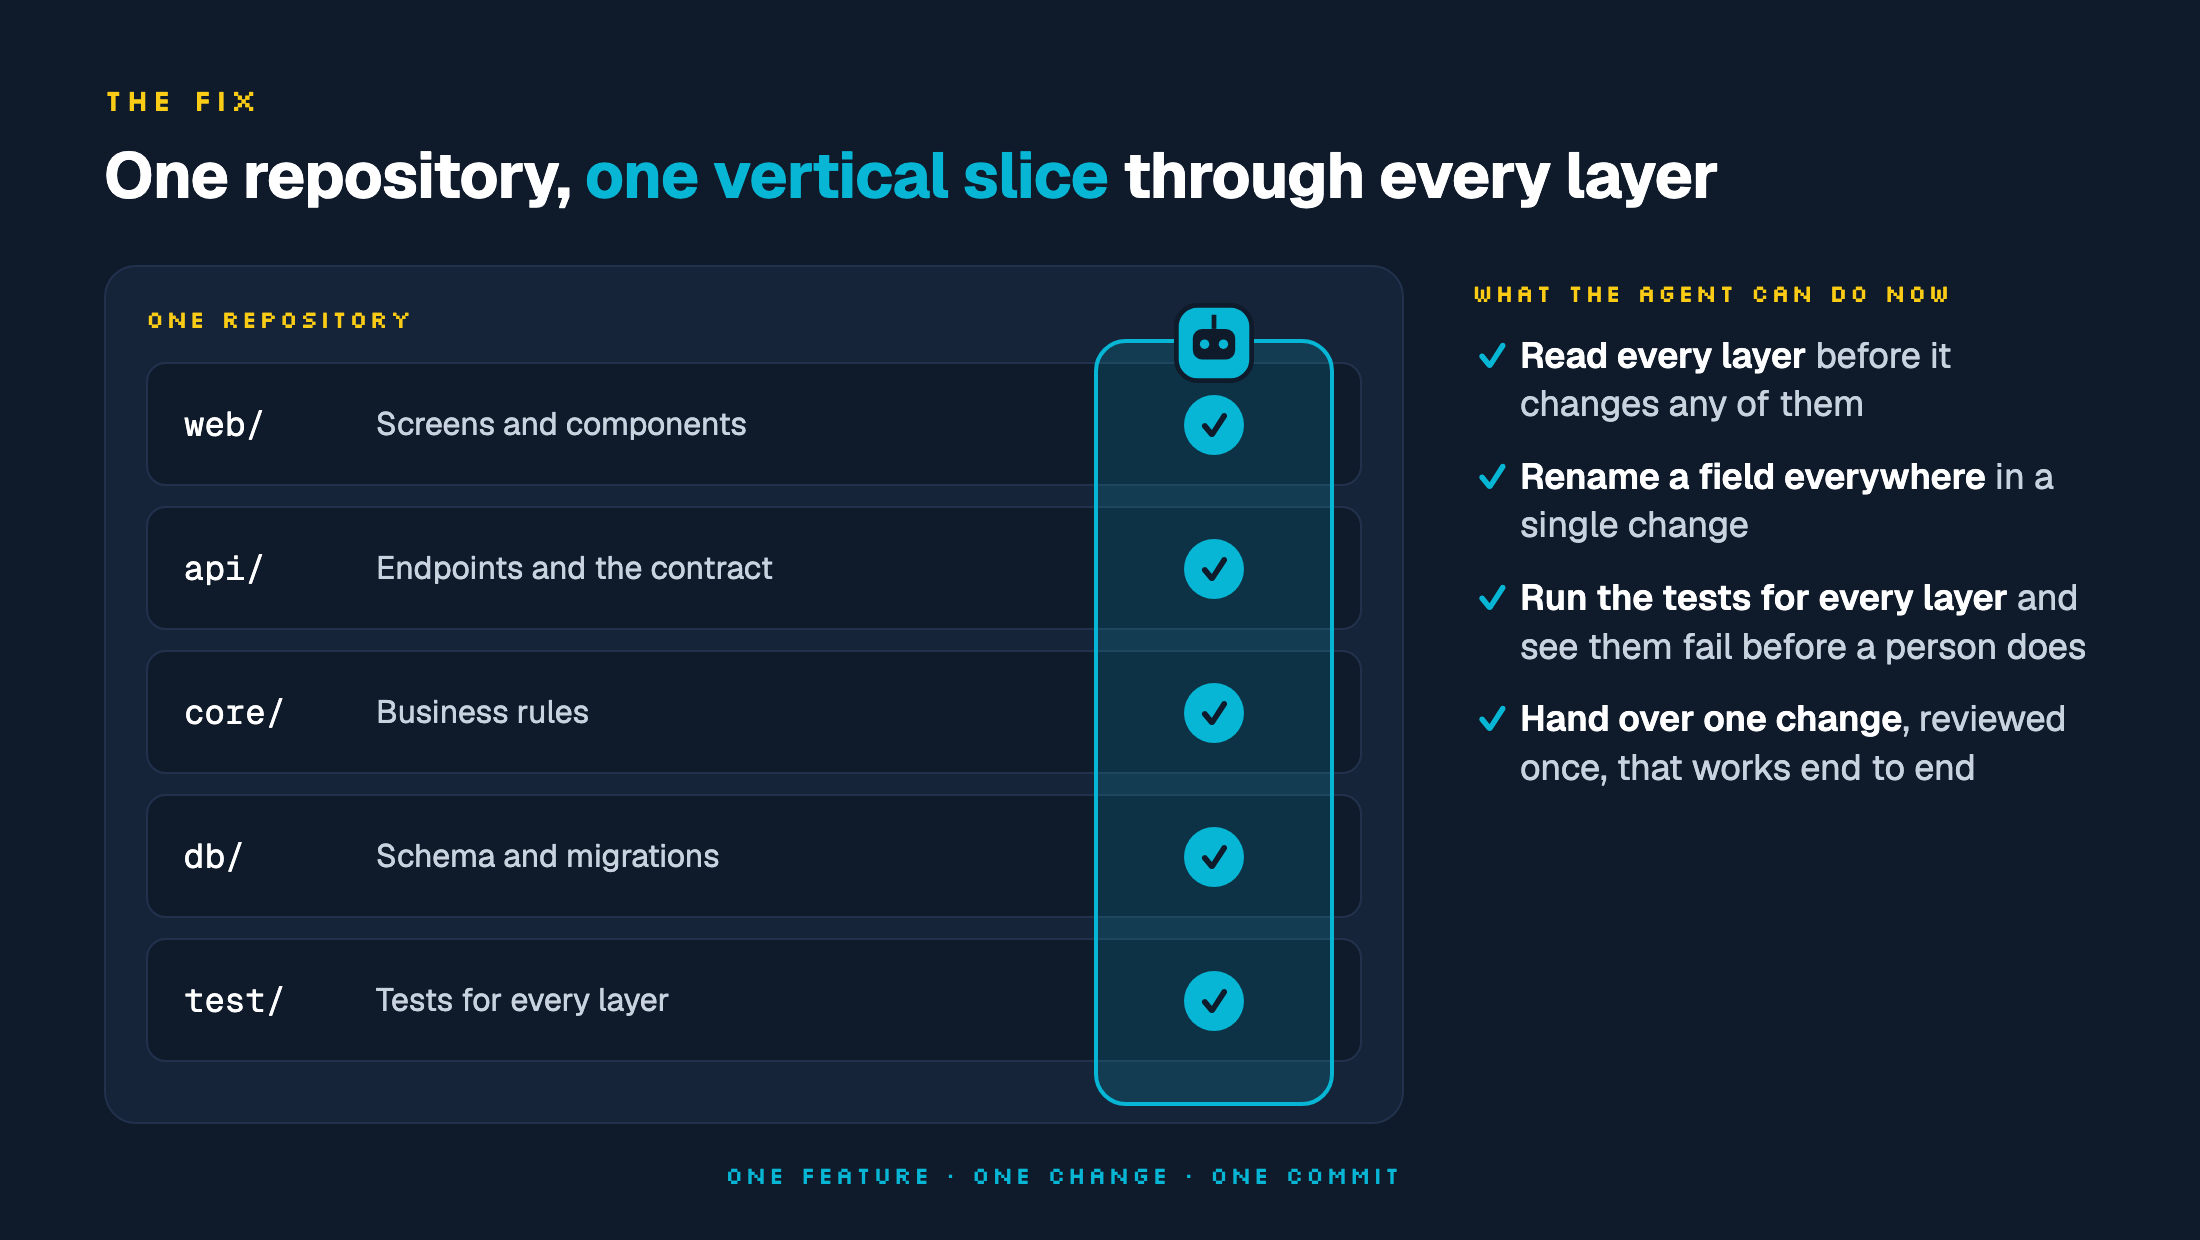 THE FIX
One repository, one vertical slice through every layer
ONE REPOSITORY
web/ Screens and components
api/ Endpoints and the contract
core/ Business rules
db/ Schema and migrations
test/ Tests for every layer
WHAT THE AGENT CAN DO NOW
Read every layer before it
changes any of them
Rename a field everywhere in a
single change
Run the tests for every layer and
see them fail before a person does
Hand over one change, reviewed
once, that works end to end
ONE FEATURE · ONE CHANGE · ONE COMMIT